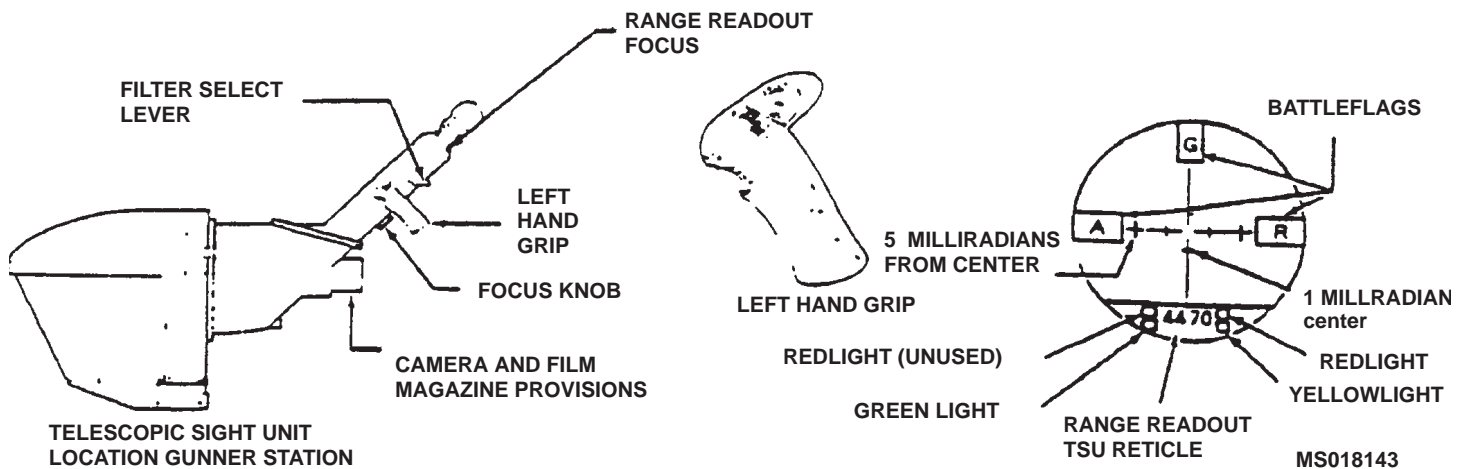 RANGE READOUT
FOCUS
FILTER SELECT
LEVER
LEFT
HAND
GRIP
FOCUS KNOB
CAMERA AND FILM
MAGAZINE PROVISIONS
TELESCOPIC SIGHT UNIT
LOCATION GUNNER STATION
LEFT HAND GRIP
BATTLEFLAGS
G
A
R
5 MILLIRADIANS
FROM CENTER
1 MILLRADIAN
center
44 70
REDLIGHT (UNUSED)
REDLIGHT
GREEN LIGHT
YELLOWLIGHT
RANGE READOUT
TSU RETICLE
MS018143